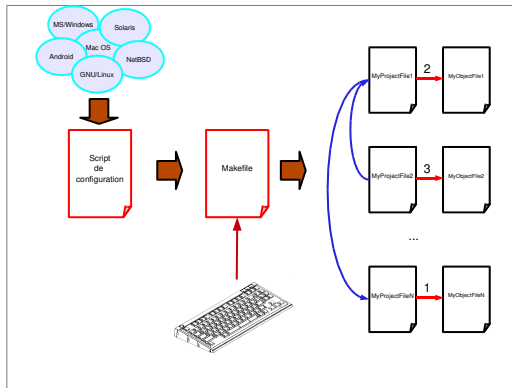 MS/Windows
Solaris
Mac OS
Android
NetBSD
GNU/Linux
Script
de
configuration
Makefile
MyProjectFile1
2
MyObjectFile1
MyProjectFile2
3
MyObjectFile2
...
MyProjectFileN
1
MyObjectFileN